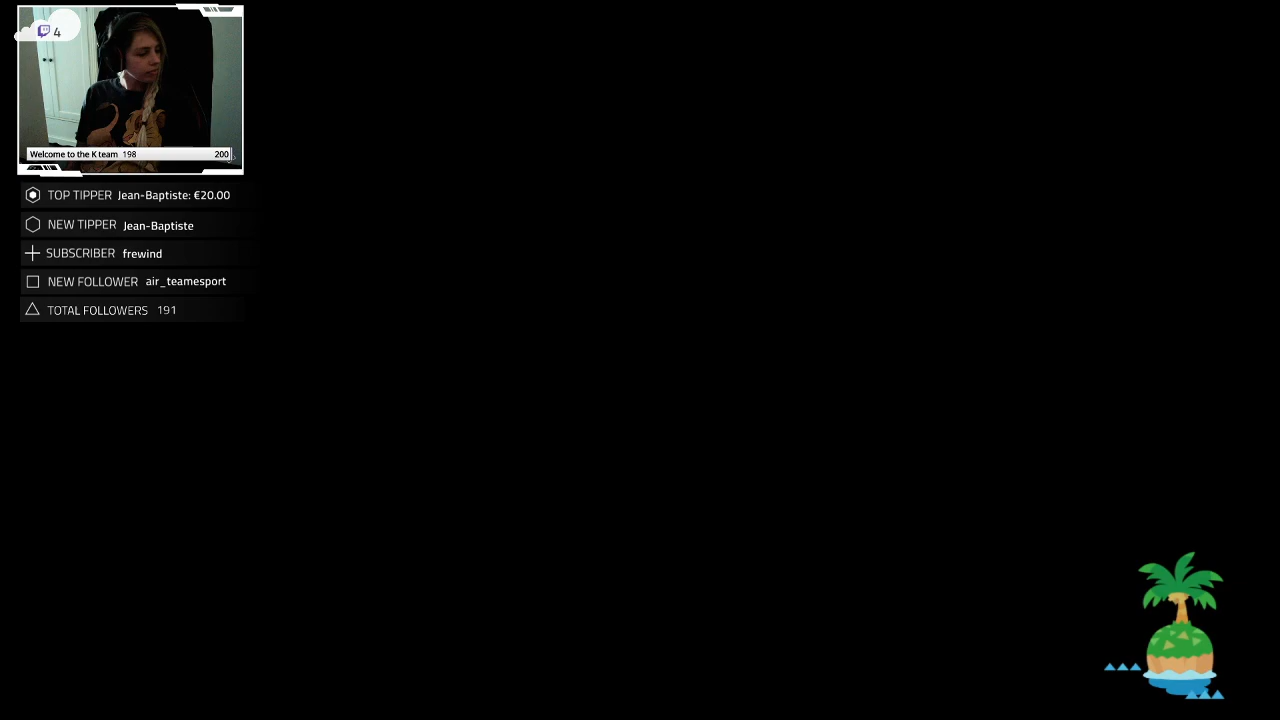 4
Welcome to the K team 198 200
TOP TIPPER Jean-Baptiste: €20.00
NEW TIPPER Jean-Baptiste
SUBSCRIBER frewind
NEW FOLLOWER air_teamesport
TOTAL FOLLOWERS 191